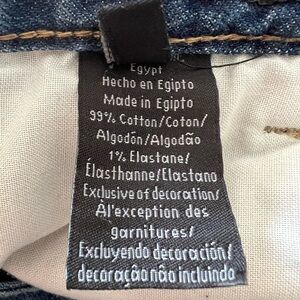 Egypt
Hecho en Egipto
Made in Egipto
99% Cotton/Coton/
Algodón/Algodão
1% Elastane/
Élasthanne/Elastano
Exclusive of decoration/
À l'exception des
garnitures/
Excluyendo decoración/
decoração não incluindo